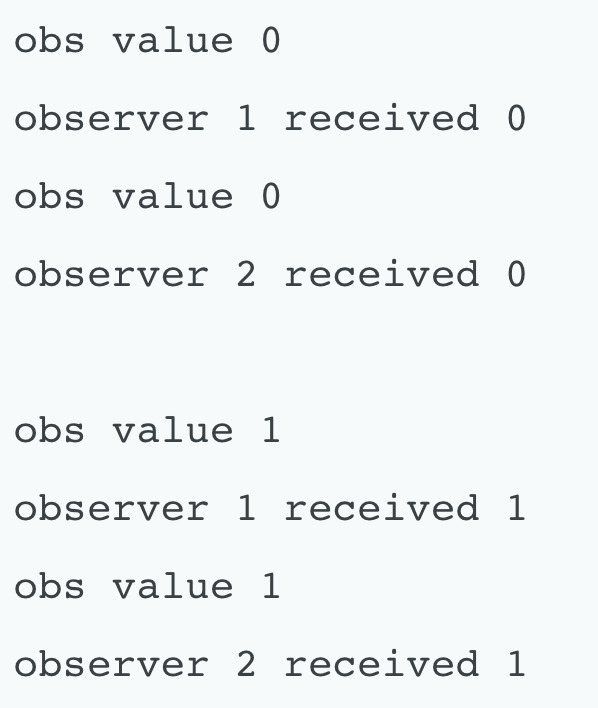 obs value 0
observer 1 received 0
obs value 0
observer 2 received 0
obs value 1
observer 1 received 1
obs value 1
observer 2 received 1